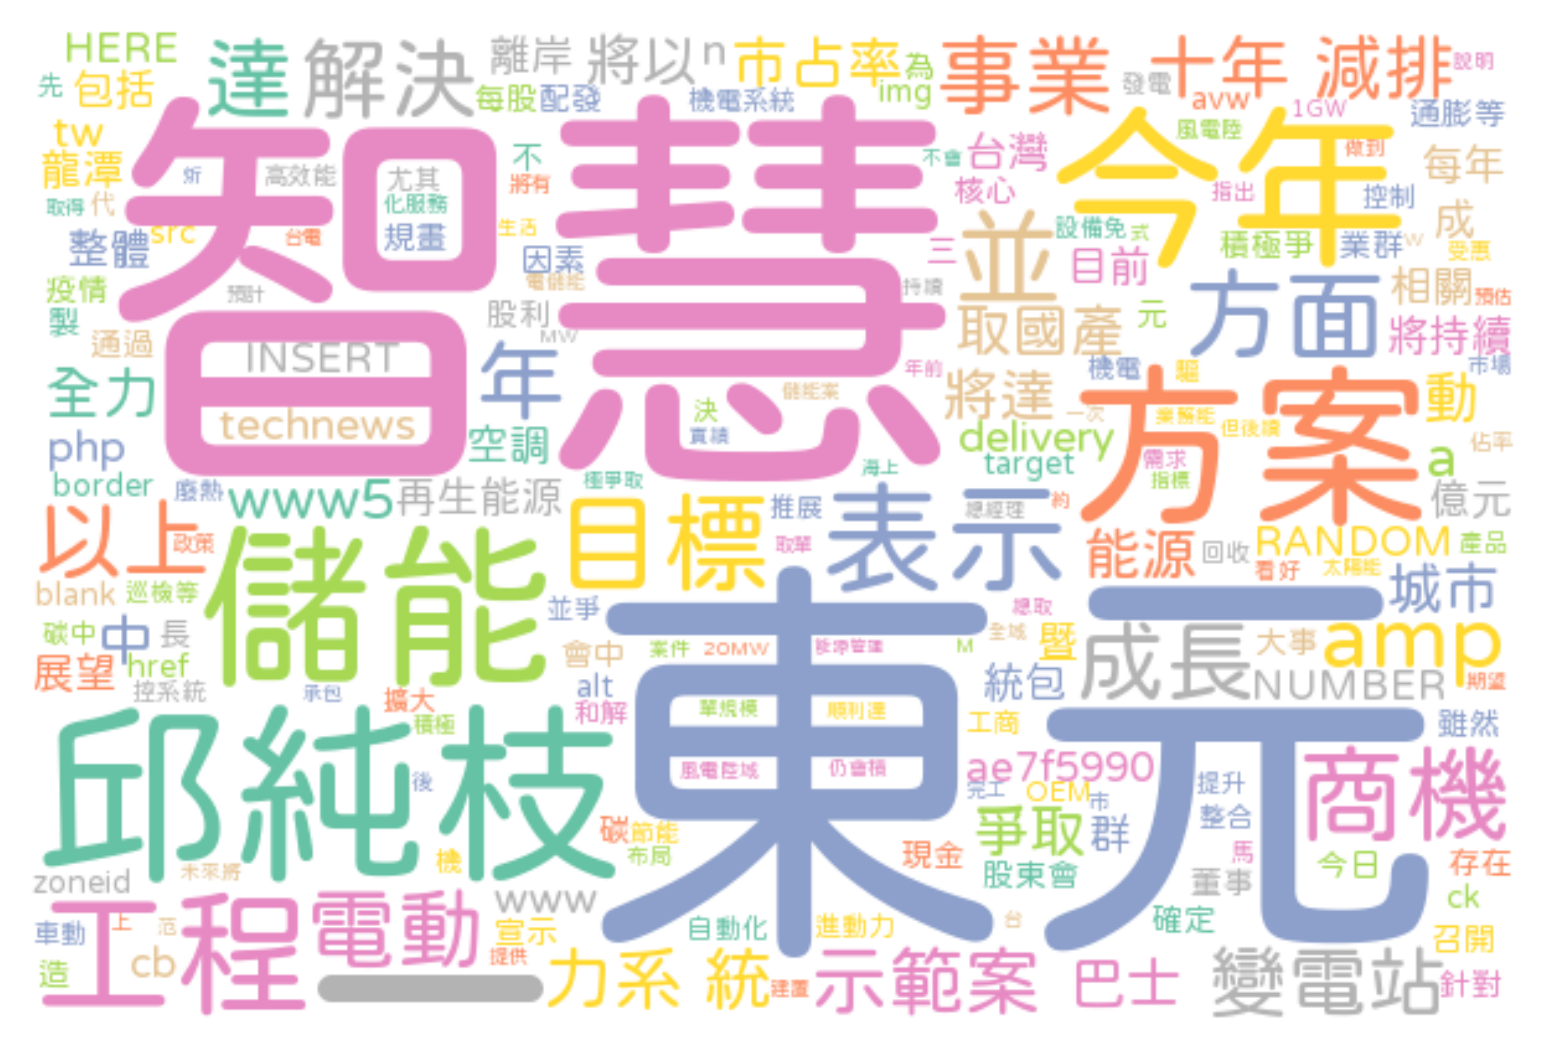 HERE
達
解決
離岸
將以
n
市占率
為
事業
十年
減排
說明
先
包括
每股
配發
機電系統
img
發電
avw
1GW
通膨等
tw
龍潭
智慧
高效能
尤其
不
將有
不會
台灣
今年
風電陸
做到
每年
取得
代
化服務
核心
指出
控制
整體
src
台電
規畫
生活
因素
三
並
設備免
式
積極爭
業群
w
成
受惠
疫情
預計
電儲能
持續
目前
方面
相關
預估
製
通過
INSERT
股利
MW
取國產
元
將持續
年
年前
機電
驅
市場
全力
technews
決
儲能案
將達
一次
方案
業務能
但後續
動
php
空調
實績
delivery
佔率
border
廢熱
www5
再生能源
極爭取
海上
target
需求
指標
a
億元
以上
政策
儲能
目標
推展
取單
表示
總經理
約
能源
回收
RANDOM
產品
看好
太陽能
blank
巡檢等
並爭
東元
總取
城市
碳中
中
長
會中
案件
20MW
能源管理
M
全域
暨
成長
大事
amp
展望
href
控系統
承包
擴大
alt
統包
NUMBER
期望
邱純枝
積極
和解
單規模
順利達
工商
雖然
後
風電陸域
仍會積
ae7f5990
完工
OEM
市
提升
商機
碳
節能
爭取
群
整合
zoneid
未來將
機
布局
現金
股東會
馬
今日
存在
工程
電動
www
董事
ck
車動
上
范
宣示
自動化
進動力
台
確定
召開
造
cb
提供
一
力系統
建置
示範案
巴士
變電站
針對